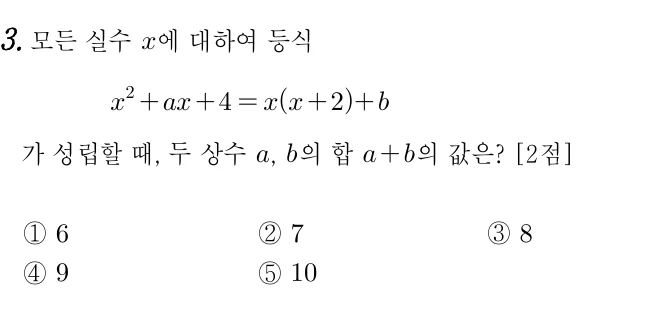 3. 모든 실수 x에 대하여 등식
x² + ax + 4 = x(x+2) + b
가 성립할 때, 두 상수 a, b의 합 a+b의 값은? [2점]
① 6 ② 7 ③ 8
④ 9 ⑤ 10